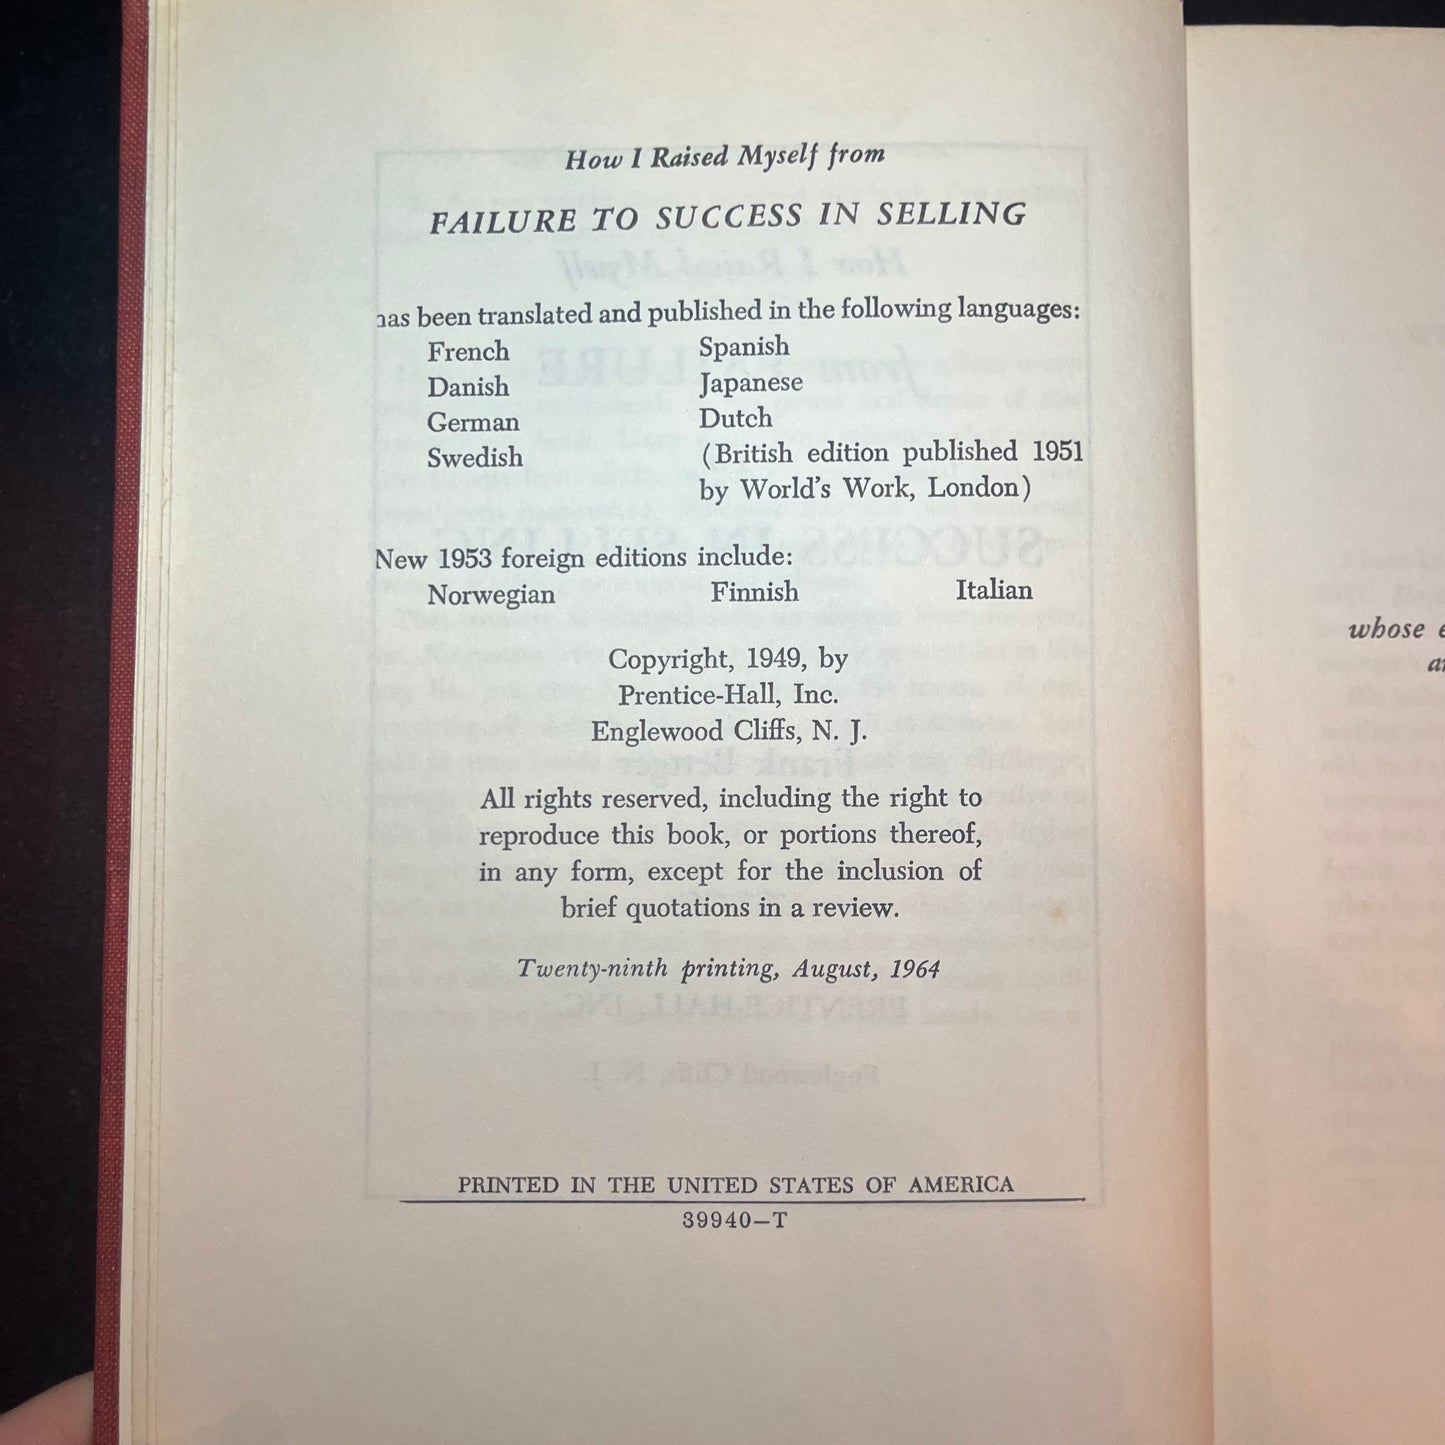 How I Raised Myself from
FAILURE TO SUCCESS IN SELLING
has been translated and published in the following languages:
French Spanish
Danish Japanese
German Dutch
Swedish (British edition published 1951
by World's Work, London)
New 1953 foreign editions include:
Norwegian Finnish Italian
Copyright, 1949, by
Prentice-Hall, Inc.
Englewood Cliffs, N. J.
All rights reserved, including the right to
reproduce this book, or portions thereof,
in any form, except for the inclusion of
brief quotations in a review.
Twenty-ninth printing, August, 1964
PRINTED IN THE UNITED STATES OF AMERICA
39940—T
whose